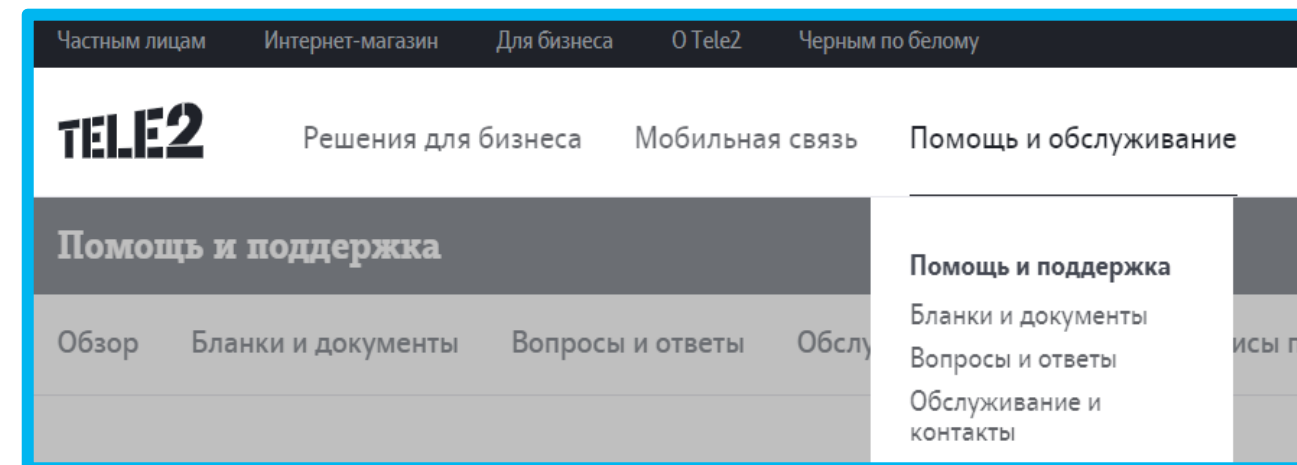 Частным лицам Интернет-магазин Для бизнеса О Tele2 Черным по белому
TELE2 Решения для бизнеса Мобильная связь Помощь и обслуживание
Помощь и поддержка
Помощь и поддержка
Обзор Бланки и документы Вопросы и ответы
Бланки и документы
Вопросы и ответы
Обслуживание и
контакты